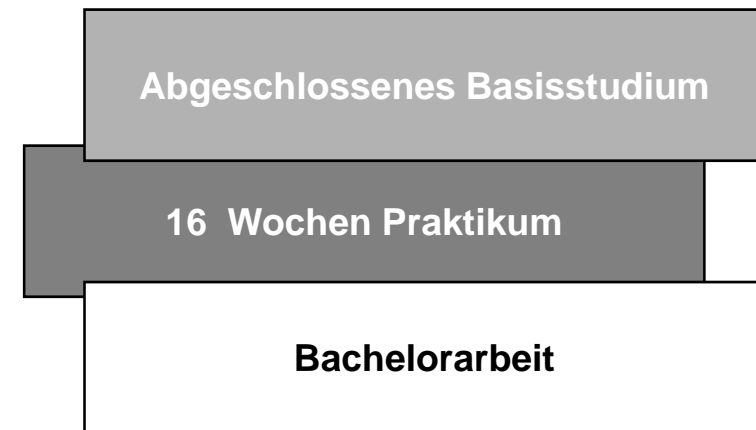 Abgeschlossenes Basisstudium
16 Wochen Praktikum
Bachelorarbeit